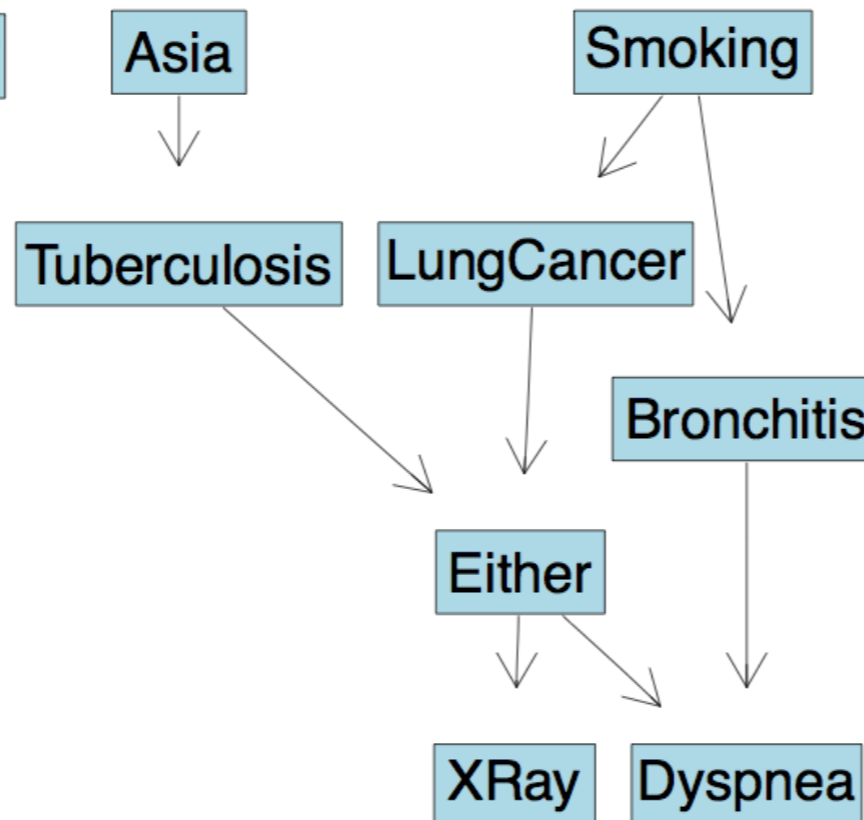 Asia
Smoking
Tuberculosis
LungCancer
Bronchitis
Either
XRay
Dyspnea